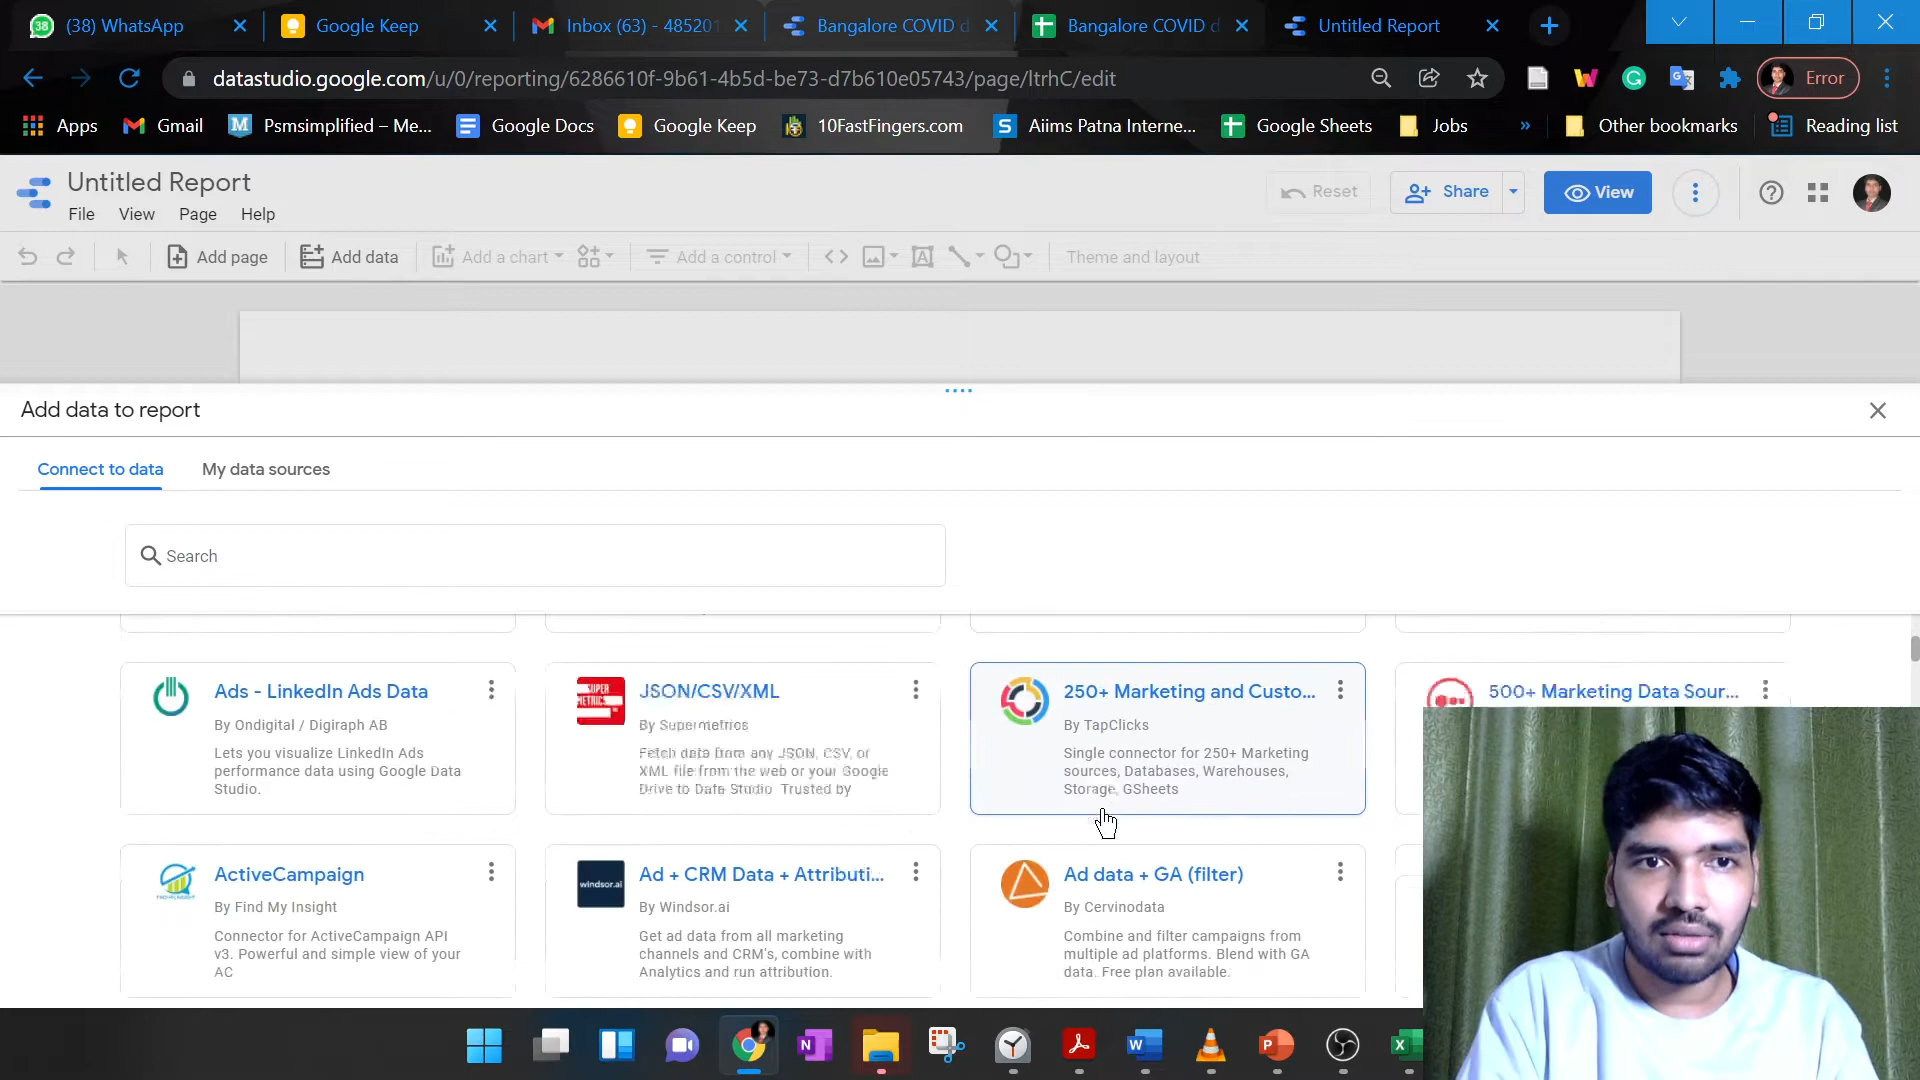 (38) WhatsApp
Google Keep
Inbox (63) - 48520
Bangalore COVID d
Bangalore COVID d
Untitled Report
datastudio.google.com/u/0/reporting/6286610f-9b61-4b5d-be73-d7b610e05743/page/ltrhC/edit
Error
Apps
Gmail
Psmsimplified – Me...
Google Docs
Google Keep
10FastFingers.com
Aiims Patna Interne...
Google Sheets
Jobs
»
Other bookmarks
Reading list
Untitled Report
File View Page Help
Reset
Share
View
Add page
Add data
Add a chart
Add a control
Theme and layout
Add data to report
Connect to data
My data sources
Search
Ads - LinkedIn Ads Data
By Ondigital / Digiraph AB
Lets you visualize LinkedIn Ads
performance data using Google Data
Studio.
SUPER METRICS
JSON/CSV/XML
By Supermetrics
Fetch data from any JSON, CSV, or
XML file from the web or your Google
Drive to Data Studio. Trusted by
250+ Marketing and Custo...
By TapClicks
Single connector for 250+ Marketing
sources, Databases, Warehouses,
Storage, GSheets
500+ Marketing Data Sour...
ActiveCampaign
By Find My Insight
Connector for ActiveCampaign API
v3. Powerful and simple view of your
AC
windsor.ai
Ad + CRM Data + Attributi...
By Windsor.ai
Get ad data from all marketing
channels and CRM's, combine with
Analytics and run attribution.
Ad data + GA (filter)
By Cervinodata
Combine and filter campaigns from
multiple ad platforms. Blend with GA
data. Free plan available.